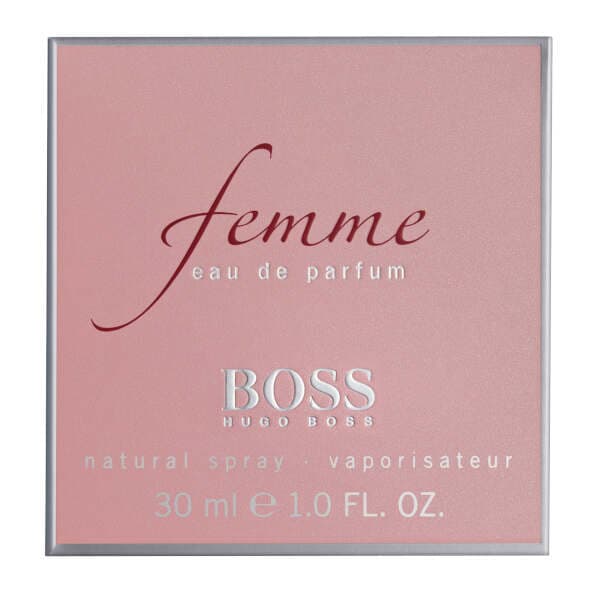 femme
eau de parfum
BOSS
HUGO BOSS
natural spray · vaporisateur
30 ml ℮ 1.0 FL. OZ.